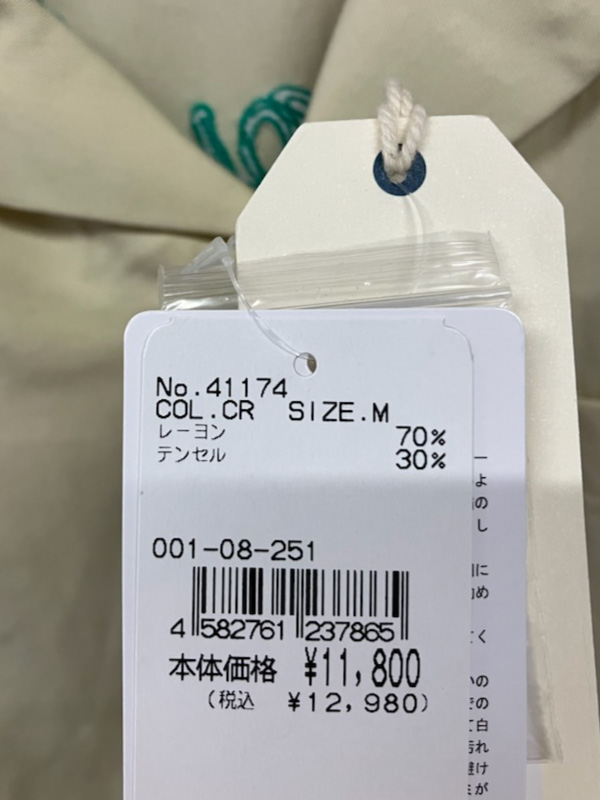 No.41174
COL.CR SIZE.M
レーヨン 70%
テンセル 30%
001-08-251
4 582761 237865
本体価格 ¥11,800
(税込 ¥12,980)